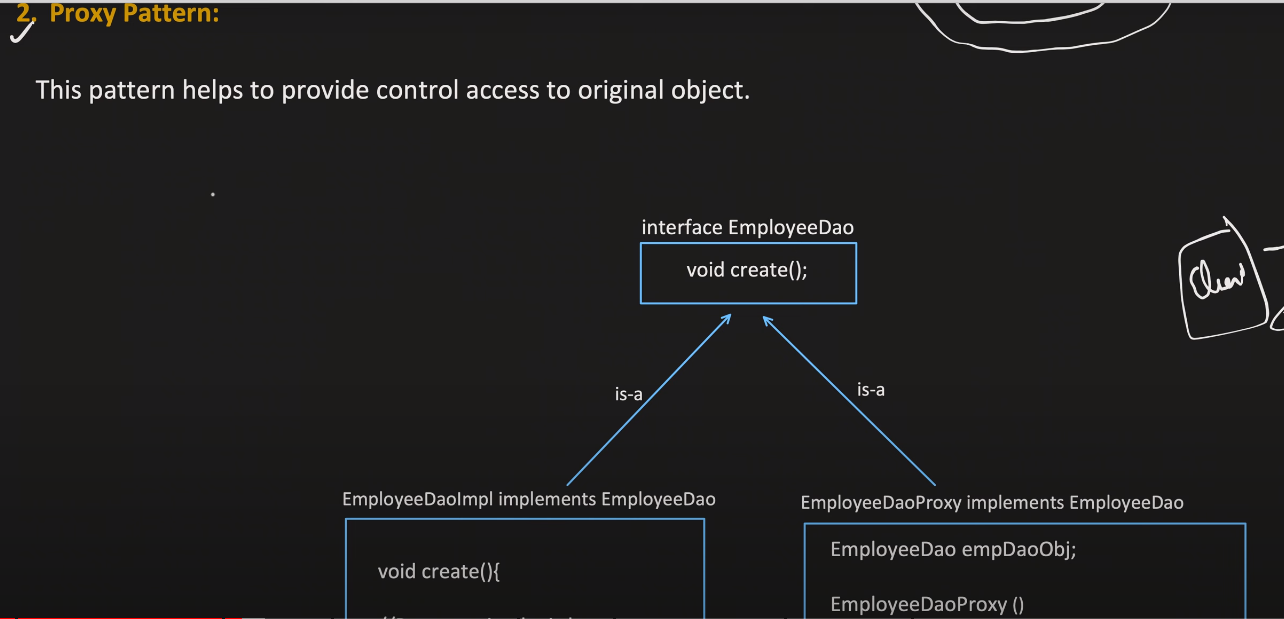 2. Proxy Pattern:
This pattern helps to provide control access to original object.
interface EmployeeDao
void create();
Client
is-a
is-a
EmployeeDaoImpl implements EmployeeDao
EmployeeDaoProxy implements EmployeeDao
void create(){
EmployeeDao empDaoObj;
EmployeeDaoProxy ()